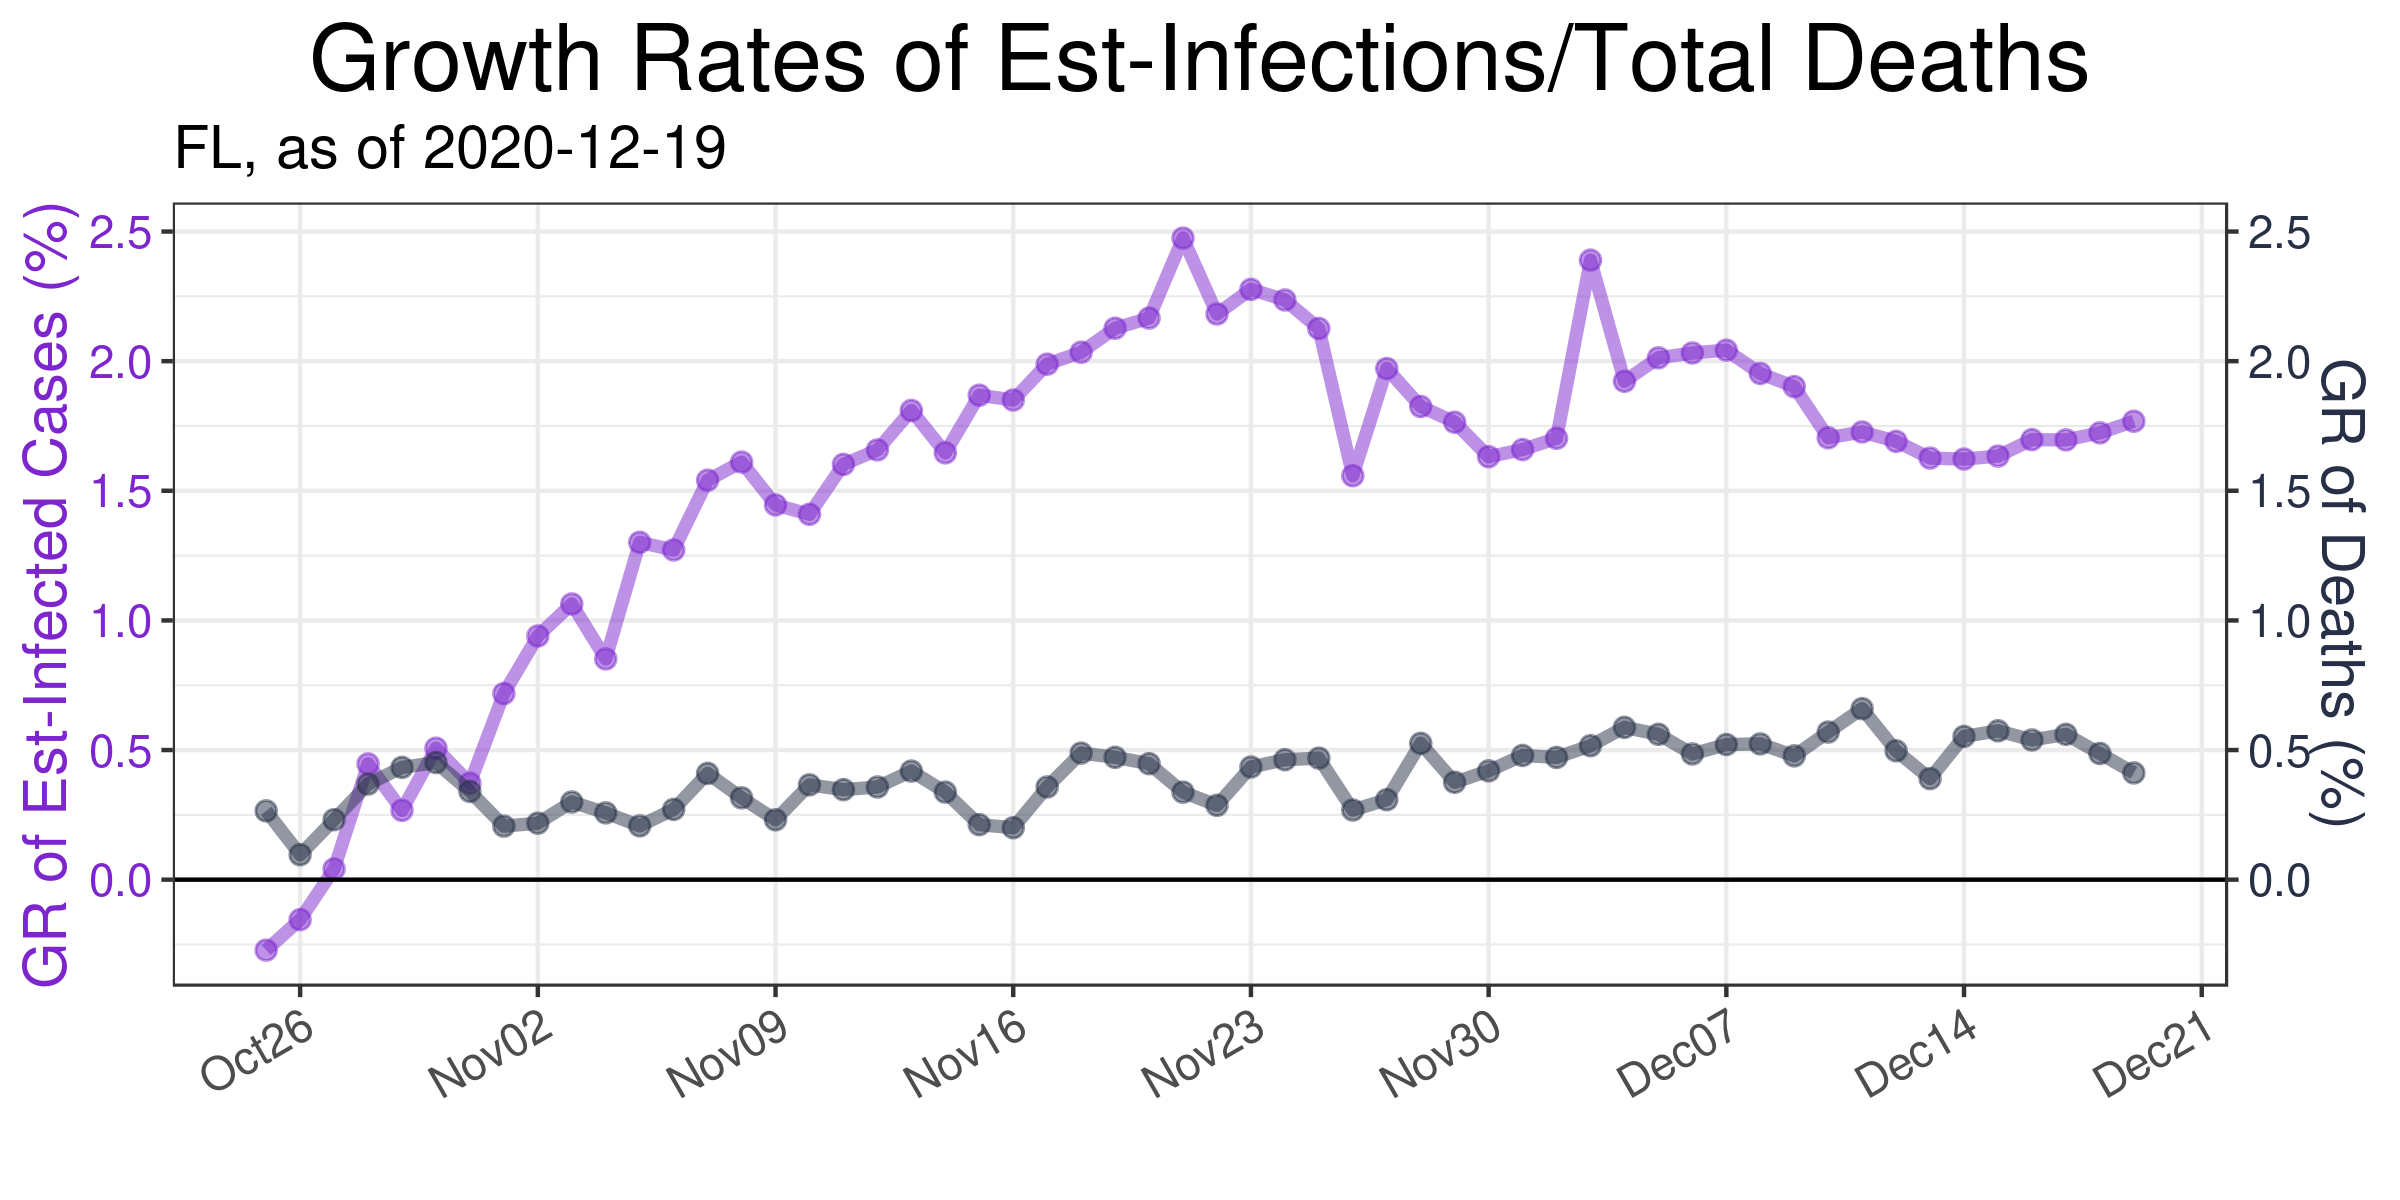 Growth Rates of Est-Infections/Total Deaths
FL, as of 2020-12-19
GR of Est-Infected Cases (%)
2.5
2.0
1.5
1.0
0.5
0.0
2.5
2.0
1.5
1.0
0.5
0.0
GR of Deaths (%)
Oct26
Nov02
Nov09
Nov16
Nov23
Nov30
Dec07
Dec14
Dec21